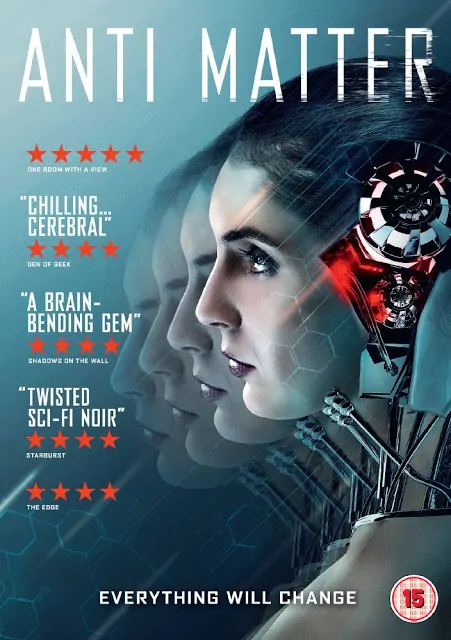 ANTI MATTER
ONE ROOM WITH A VIEW
"CHILLING...
CEREBRAL"
DEN OF GEEK
"A BRAIN-
BENDING GEM"
SHADOWS ON THE WALL
"TWISTED
SCI-FI NOIR"
STARBURST
THE EDGE
EVERYTHING WILL CHANGE
15